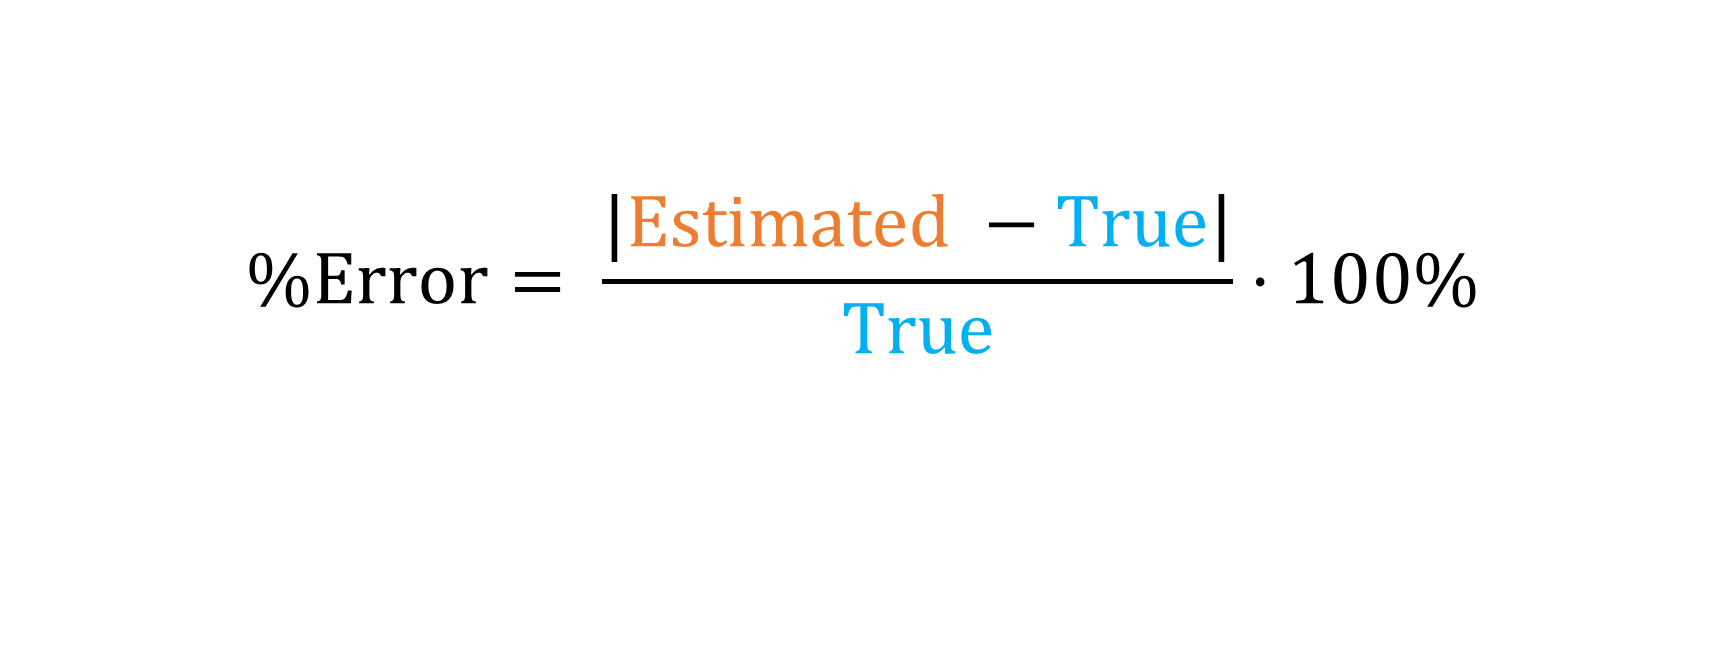 %Error = |Estimated − True| / True · 100%